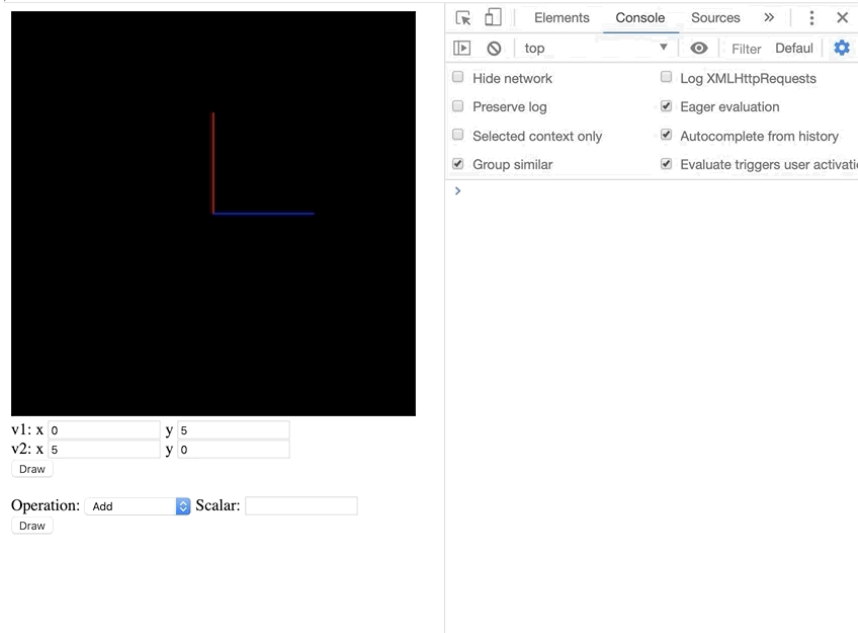 Elements Console Sources »
top Filter Defaul
Hide network Log XMLHttpRequests
Preserve log Eager evaluation
Selected context only Autocomplete from history
Group similar Evaluate triggers user activati
>
v1: x 0 y 5
v2: x 5 y 0
Draw
Operation: Add Scalar:
Draw